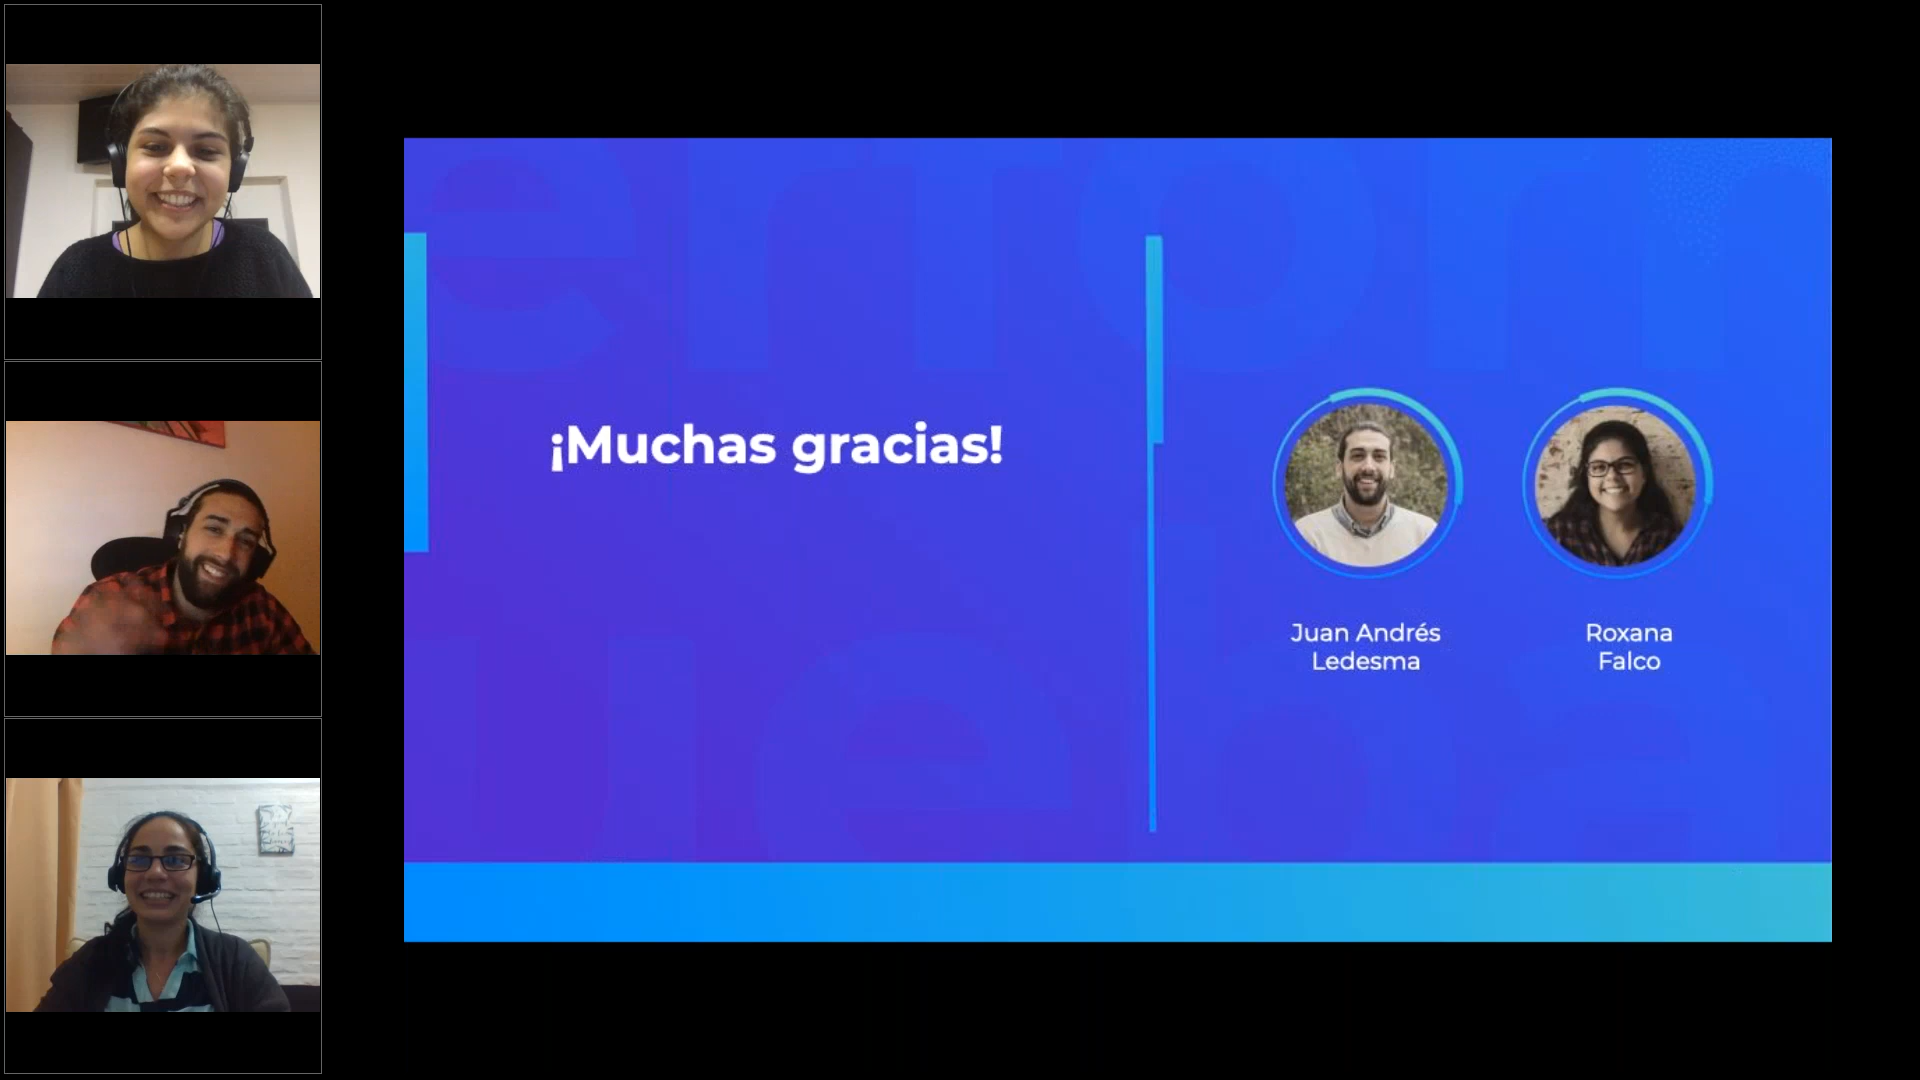 ¡Muchas gracias!
Juan Andrés
Ledesma
Roxana
Falco